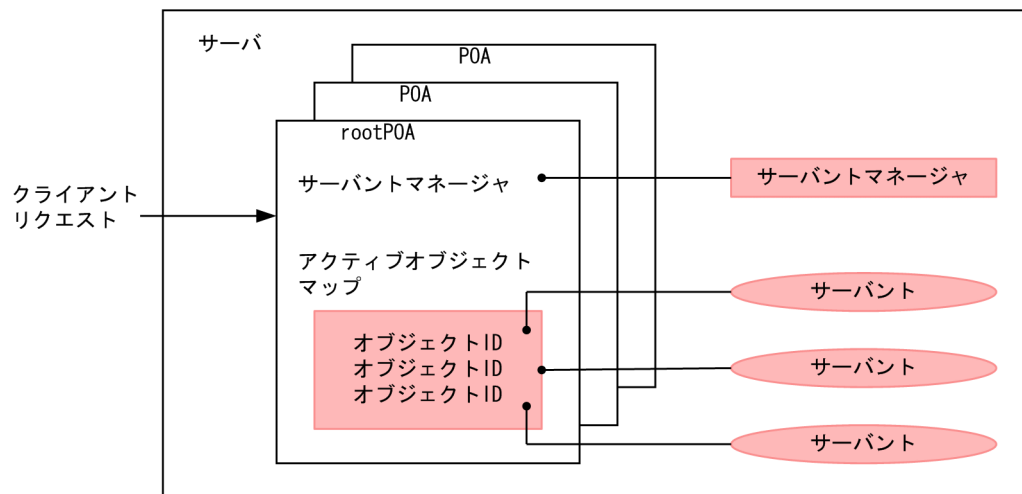 サーバ
POA
POA
rootPOA
サーバントマネージャ
サーバントマネージャ
クライアント
リクエスト
アクティブオブジェクト
マップ
サーバント
オブジェクトID
オブジェクトID
オブジェクトID
サーバント
サーバント